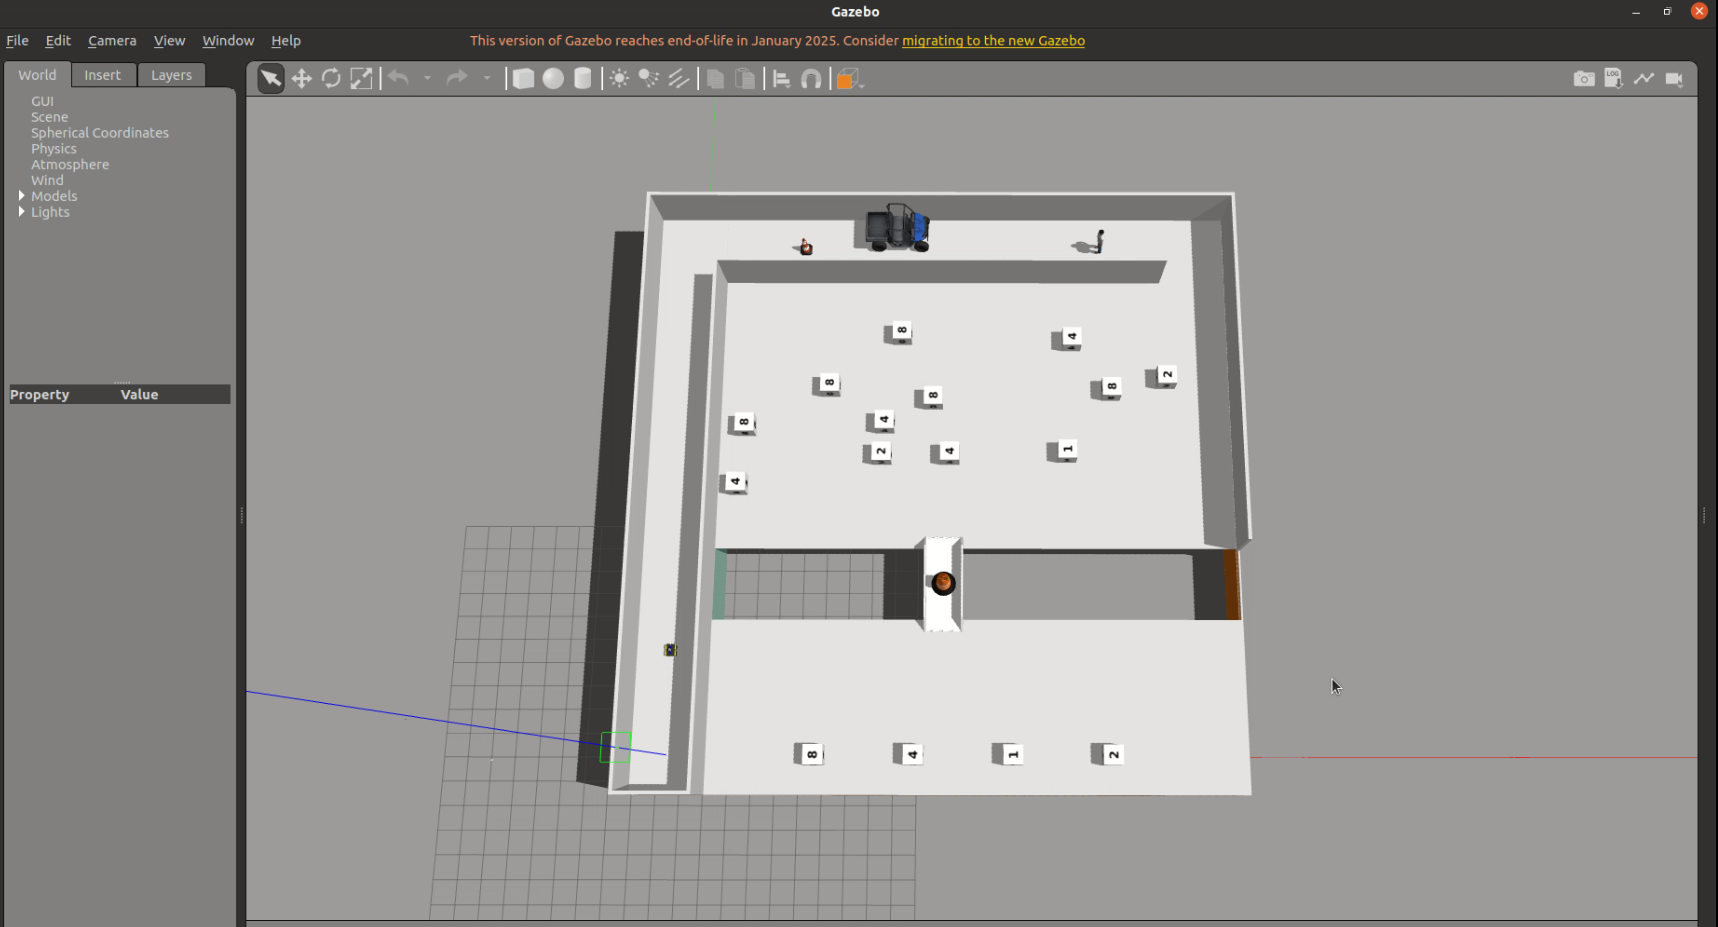 Gazebo
File Edit Camera View Window Help
This version of Gazebo reaches end-of-life in January 2025. Consider migrating to the new Gazebo
World Insert Layers
LOG
GUI
Scene
Spherical Coordinates
Physics
Atmosphere
Wind
Models
Lights
Property Value
8
4
2
8
8
8
8
4
4
2
1
4
8
4
1
2